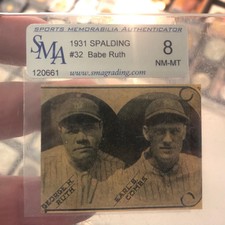 SPORTS MEMORABILIA AUTHENTICATOR
SMA
1931 SPALDING
#32 Babe Ruth
8
NM-MT
120661
www.smagrading.com
GEORGE H.
RUTH
EARL B.
COMBS